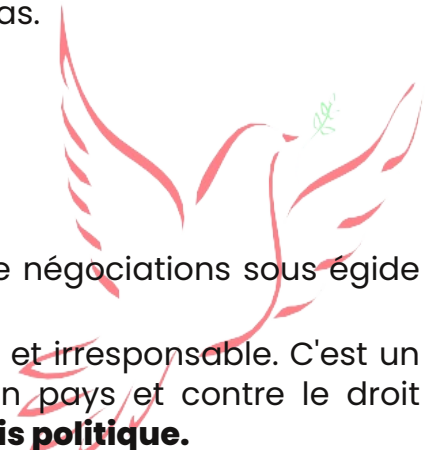 as.
e négociations sous égide
et irresponsable. C'est un
n pays et contre le droit
is politique.